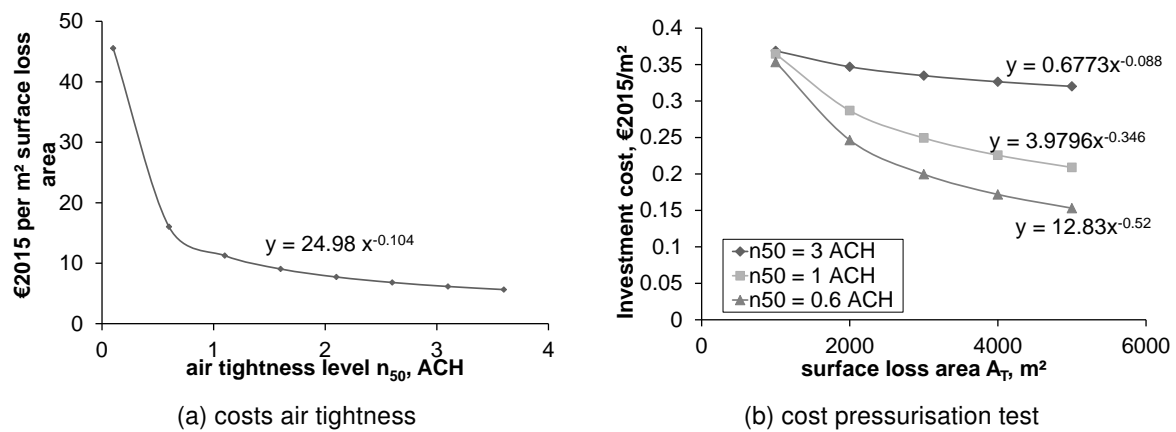 50
40
30
20
10
0
€2015 per m² surface loss
area
y = 24.98 x-0.104
0 1 2 3 4
air tightness level n50, ACH
(a) costs air tightness
0.4
0.35
0.3
0.25
0.2
0.15
0.1
0.05
0
Investment cost, €2015/m²
y = 0.6773x-0.088
y = 3.9796x-0.346
y = 12.83x-0.52
n50 = 3 ACH
n50 = 1 ACH
n50 = 0.6 ACH
0 2000 4000 6000
surface loss area AT, m²
(b) cost pressurisation test